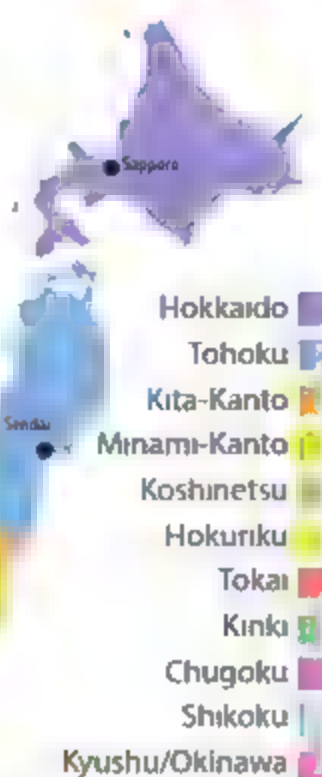 Sapporo
Hokkaido
Tohoku
Kita-Kanto
Sendai
Minami-Kanto
Koshinetsu
Hokuriku
Tokai
Kinki
Chugoku
Shikoku
Kyushu/Okinawa